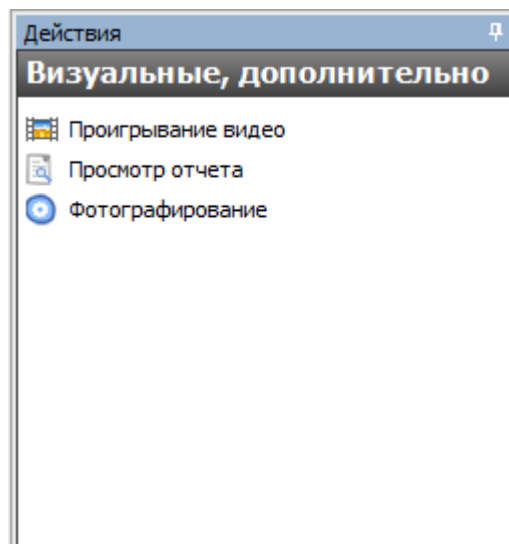 Действия
Визуальные, дополнительно
Проигрывание видео
Просмотр отчета
Фотографирование